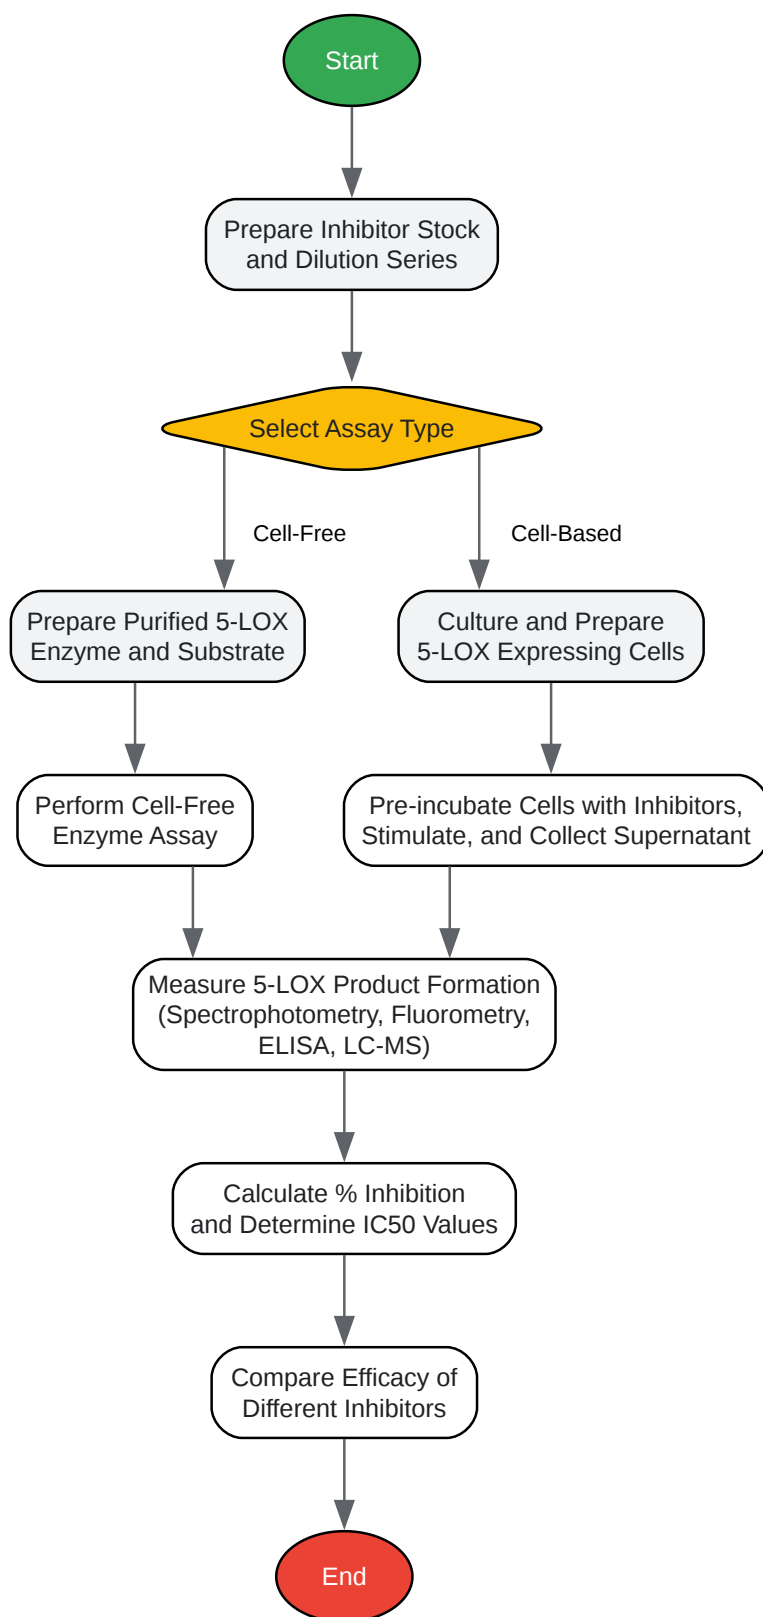 Start
Prepare Inhibitor Stock
and Dilution Series
Select Assay Type
Cell-Free
Cell-Based
Prepare Purified 5-LOX
Enzyme and Substrate
Culture and Prepare
5-LOX Expressing Cells
Perform Cell-Free
Enzyme Assay
Pre-incubate Cells with Inhibitors,
Stimulate, and Collect Supernatant
Measure 5-LOX Product Formation
(Spectrophotometry, Fluorometry,
ELISA, LC-MS)
Calculate % Inhibition
and Determine IC50 Values
Compare Efficacy of
Different Inhibitors
End